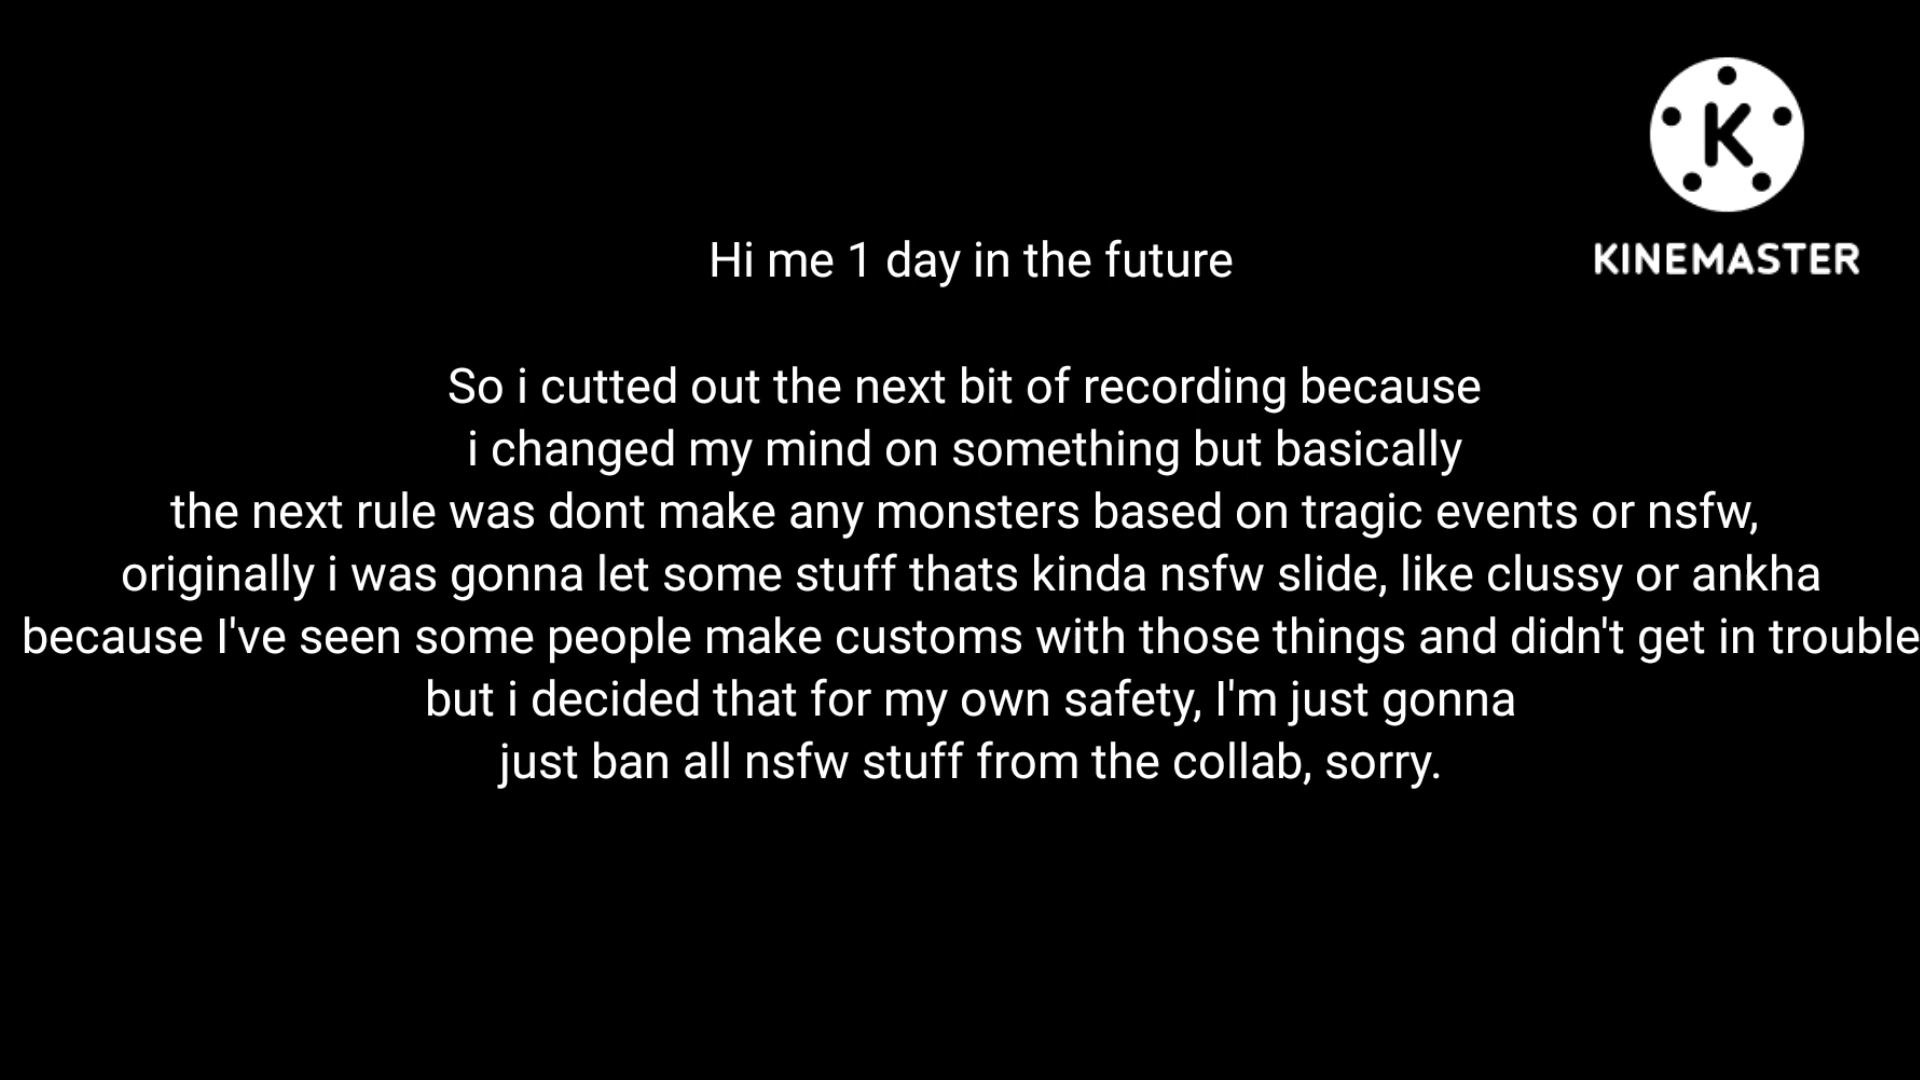 K
KINEMASTER
Hi me 1 day in the future
So i cutted out the next bit of recording because
i changed my mind on something but basically
the next rule was dont make any monsters based on tragic events or nsfw,
originally i was gonna let some stuff thats kinda nsfw slide, like clussy or ankha
because I've seen some people make customs with those things and didn't get in trouble
but i decided that for my own safety, I'm just gonna
just ban all nsfw stuff from the collab, sorry.